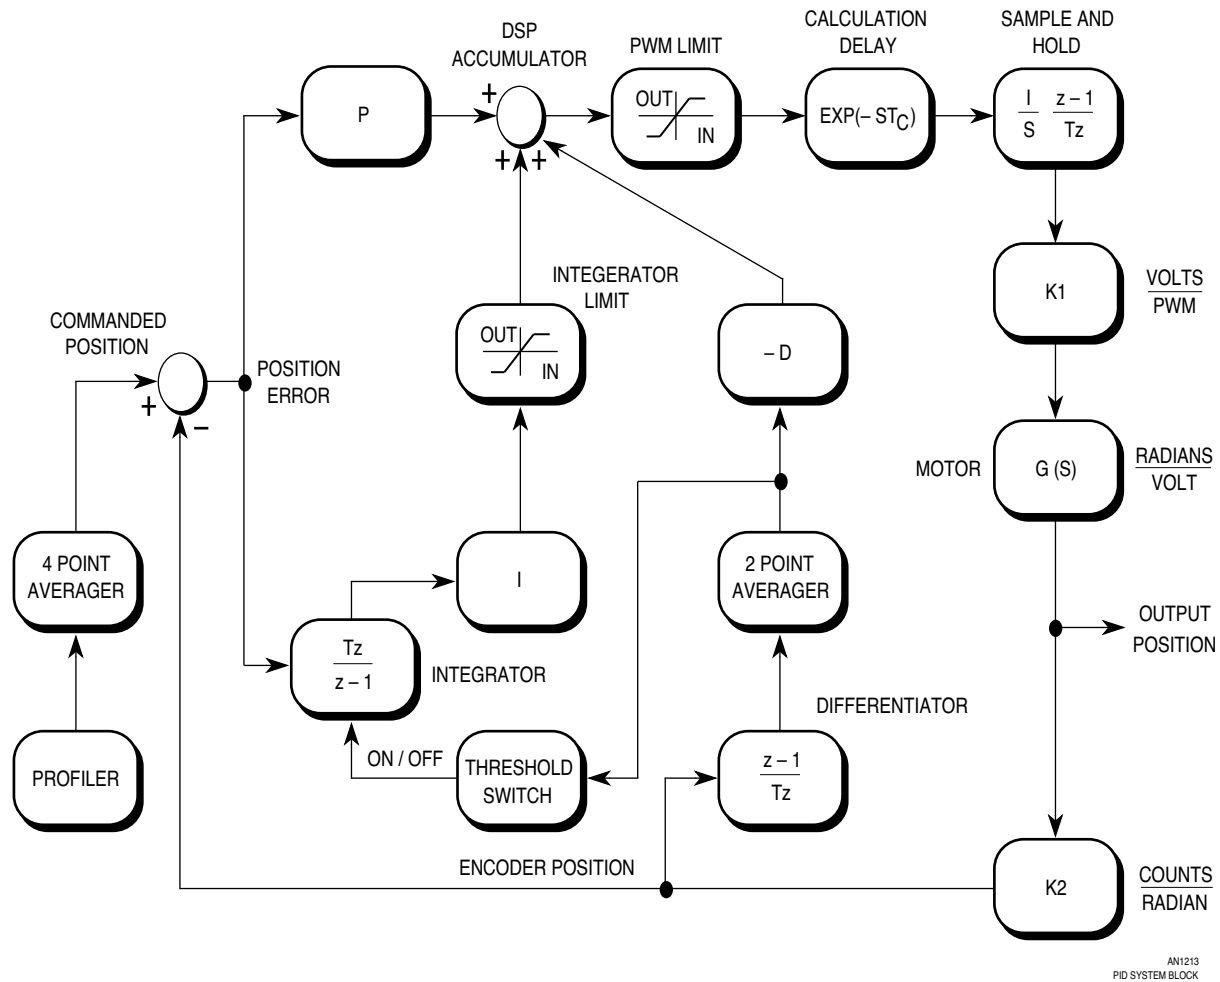 DSP
ACCUMULATOR
PWM LIMIT
CALCULATION
DELAY
SAMPLE AND
HOLD
P
+
+ +
OUT
IN
EXP(– STC)
I
S
z – 1
Tz
K1
VOLTS
PWM
INTEGERATOR
LIMIT
OUT
IN
– D
COMMANDED
POSITION
+
–
POSITION
ERROR
MOTOR
G (S)
RADIANS
VOLT
4 POINT
AVERAGER
I
2 POINT
AVERAGER
OUTPUT
POSITION
Tz
z – 1
INTEGRATOR
DIFFERENTIATOR
PROFILER
ON / OFF
THRESHOLD
SWITCH
z – 1
Tz
ENCODER POSITION
K2
COUNTS
RADIAN
AN1213
PID SYSTEM BLOCK